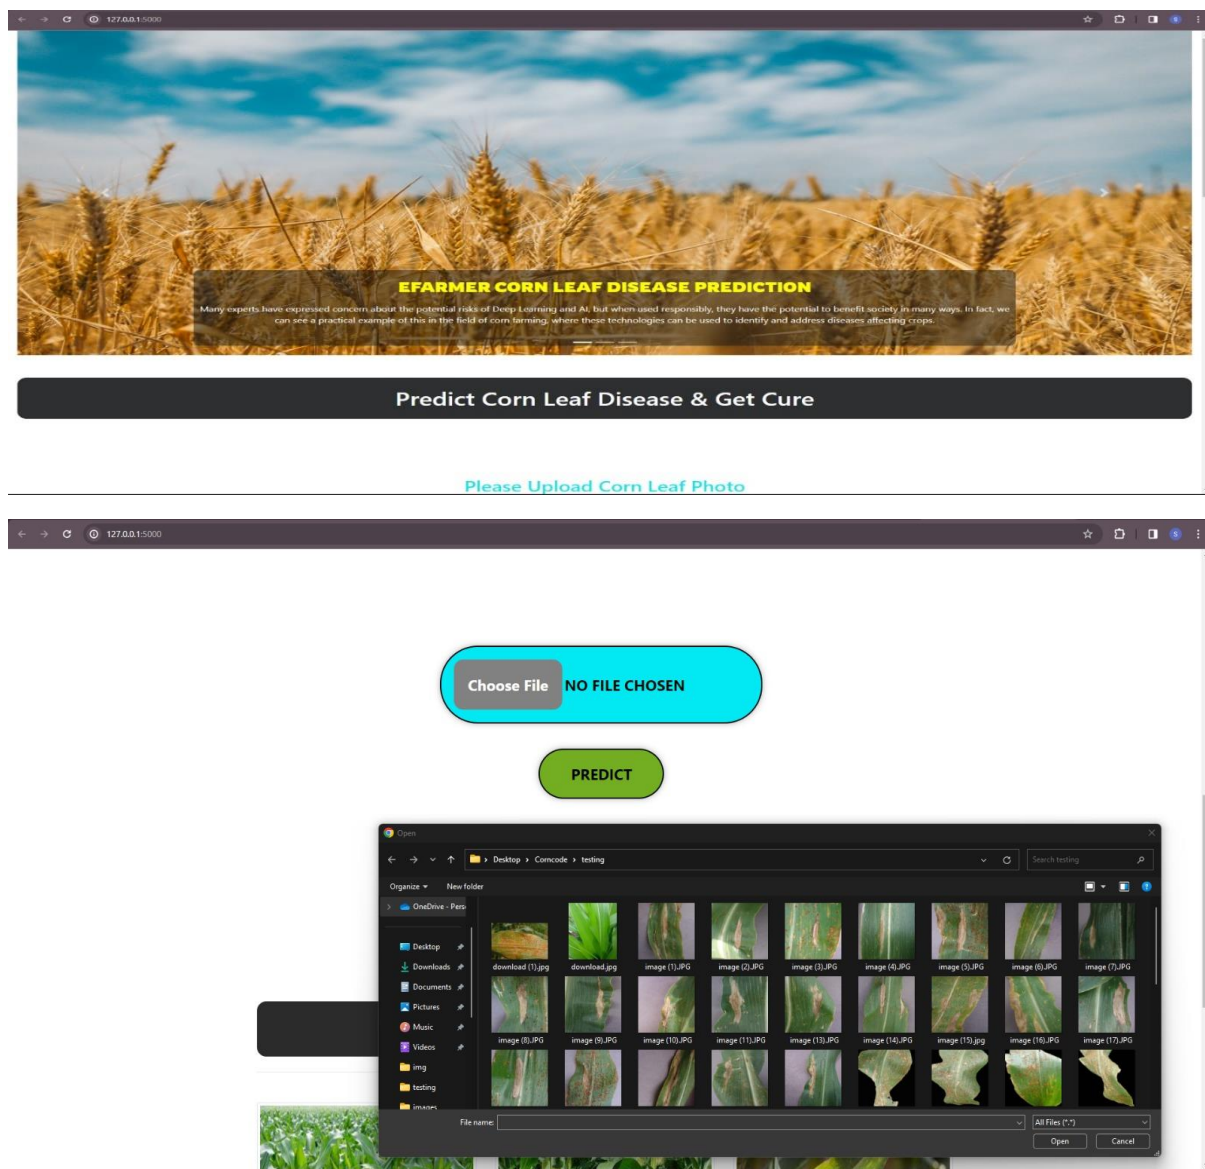 127.0.0.1:5000
S
EFARMER CORN LEAF DISEASE PREDICTION
Many experts have expressed concern about the potential risks of Deep Learning and AI, but when used responsibly, they have the potential to benefit society in many ways. In fact, we
can see a practical example of this in the field of corn farming, where these technologies can be used to identify and address diseases affecting crops.
Predict Corn Leaf Disease & Get Cure
Please Upload Corn Leaf Photo
127.0.0.1:5000
S
Choose File NO FILE CHOSEN
PREDICT
Open
Desktop > Corncode > testing
Search testing
Organize
New folder
OneDrive - Pers
Desktop
Downloads
Documents
Pictures
Music
Videos
img
testing
images
download (1).jpg
download.jpg
image (1).JPG
image (2).JPG
image (3).JPG
image (4).JPG
image (5).JPG
image (6).JPG
image (7).JPG
image (8).JPG
image (9).JPG
image (10).JPG
image (11).JPG
image (13).JPG
image (14).JPG
image (15).jpg
image (16).JPG
image (17).JPG
File name:
All Files (*.*)
Open
Cancel